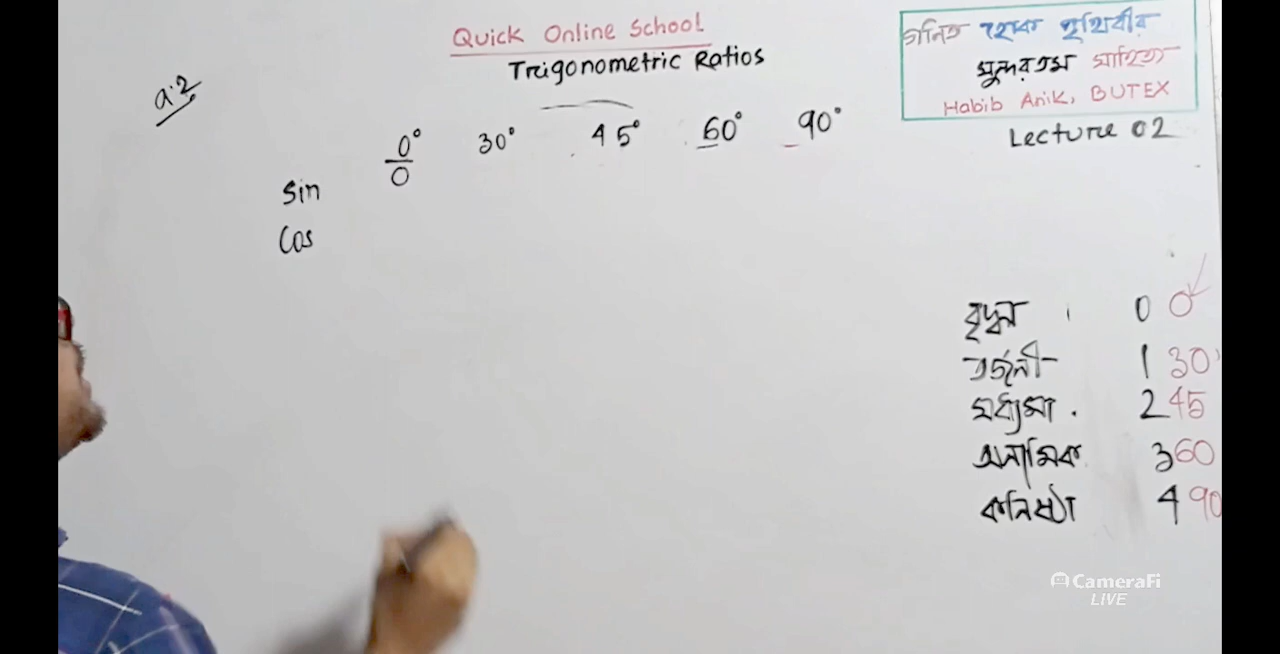 Quick Online School
Trigonometric Ratios
গনিত হোক পৃথিবীর
সুন্দরতম সাহিত্য
Habib Anik, BUTEX
Lecture 02
a.2
0° 30° 45° 60° 90°
0
Sin
Cos
বৃদ্ধা 0 0
তর্জনী 1 30
মধ্যমা 2 45
অনামিকা 3 60
কনিষ্ঠা 4 90
CameraFi
LIVE